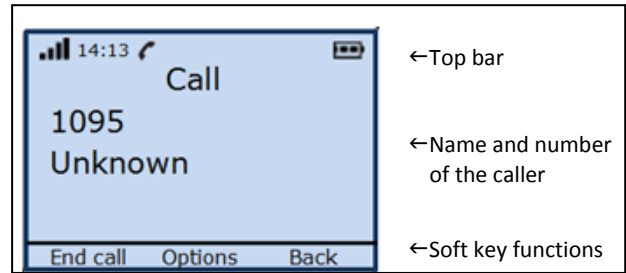 14:13
Call
1095
Unknown
End call Options Back
←Top bar
←Name and number
of the caller
←Soft key functions